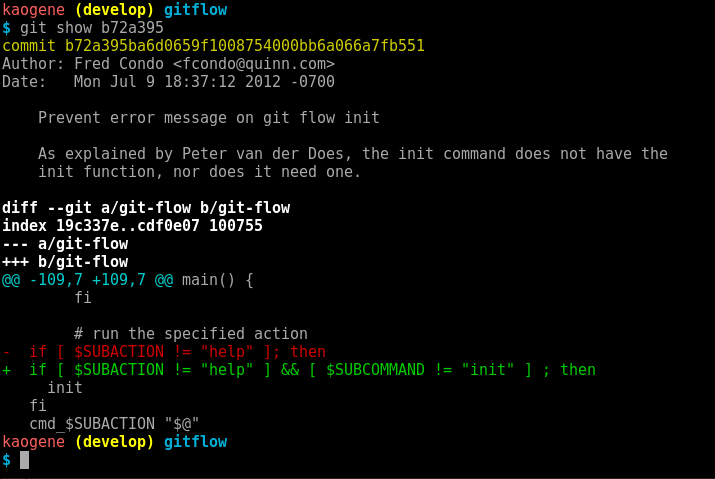 kaogene (develop) gitflow
$ git show b72a395
commit b72a395ba6d0659f1008754000bb6a066a7fb551
Author: Fred Condo <fcondo@quinn.com>
Date:   Mon Jul 9 18:37:12 2012 -0700

    Prevent error message on git flow init

    As explained by Peter van der Does, the init command does not have the
    init function, nor does it need one.

diff --git a/git-flow b/git-flow
index 19c337e..cdf0e07 100755
--- a/git-flow
+++ b/git-flow
@@ -109,7 +109,7 @@ main() {
        fi

        # run the specified action
-  if [ $SUBACTION != "help" ]; then
+  if [ $SUBACTION != "help" ] && [ $SUBCOMMAND != "init" ] ; then
     init
   fi
   cmd_$SUBACTION "$@"
kaogene (develop) gitflow
$